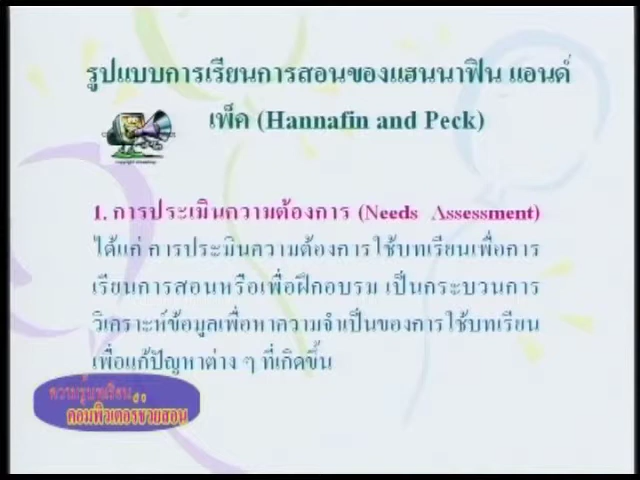 รูปแบบการเรียนการสอนของแฮนนาฟิน แอนด์
เพ็ค (Hannafin and Peck)
1. การประเมินความต้องการ (Needs Assessment)
ได้แก่ การประมินความต้องการใช้บทเรียนเพื่อการ
เรียนการสอนหรือเพื่อฝึกอบรม เป็นกระบวนการ
วิเคราะห์ข้อมูลเพื่อหาความจำเป็นของการใช้บทเรียน
เพื่อแก้ปัญหาต่าง ๆ ที่เกิดขึ้น
คอมพิวเตอร์ช่วยสอน